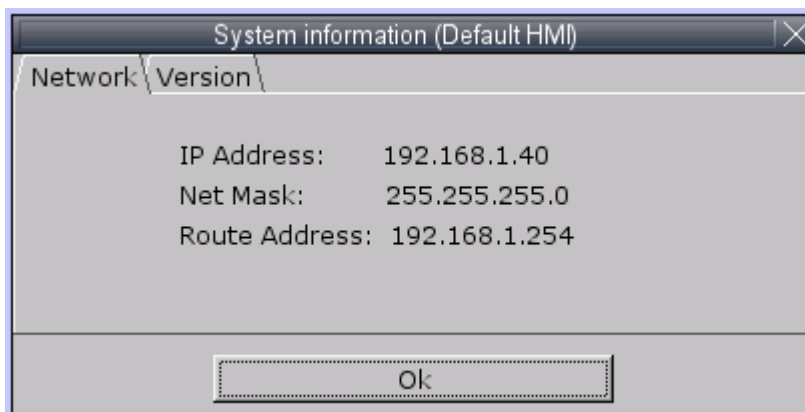 System information (Default HMI)
Network Version
IP Address: 192.168.1.40
Net Mask: 255.255.255.0
Route Address: 192.168.1.254
Ok